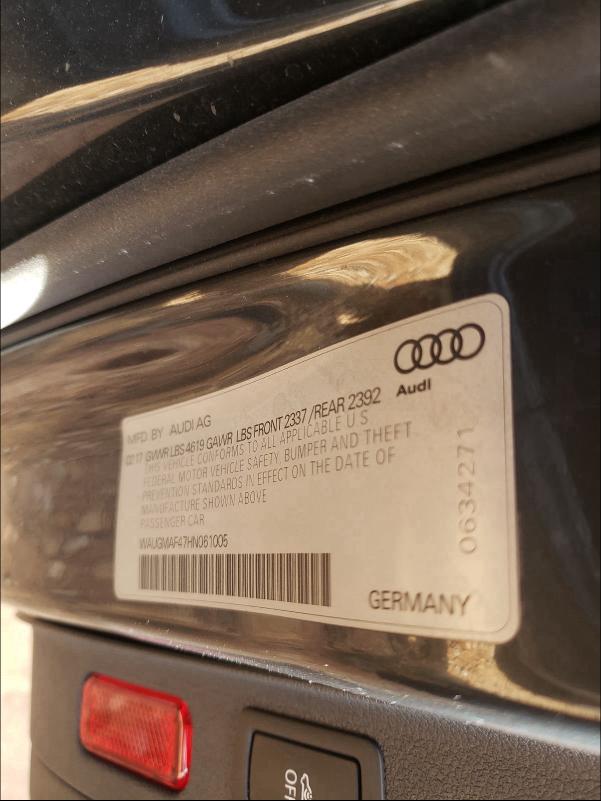 Audi
MFD. BY AUDI AG
02 17 GVWR LBS 4619 GAWR LBS FRONT 2337 / REAR 2392
THIS VEHICLE CONFORMS TO ALL APPLICABLE U.S.
FEDERAL MOTOR VEHICLE SAFETY, BUMPER AND THEFT
PREVENTION STANDARDS IN EFFECT ON THE DATE OF
MANUFACTURE SHOWN ABOVE
PASSENGER CAR
WAUGMAF47HN061005
0634271
GERMANY
OFF